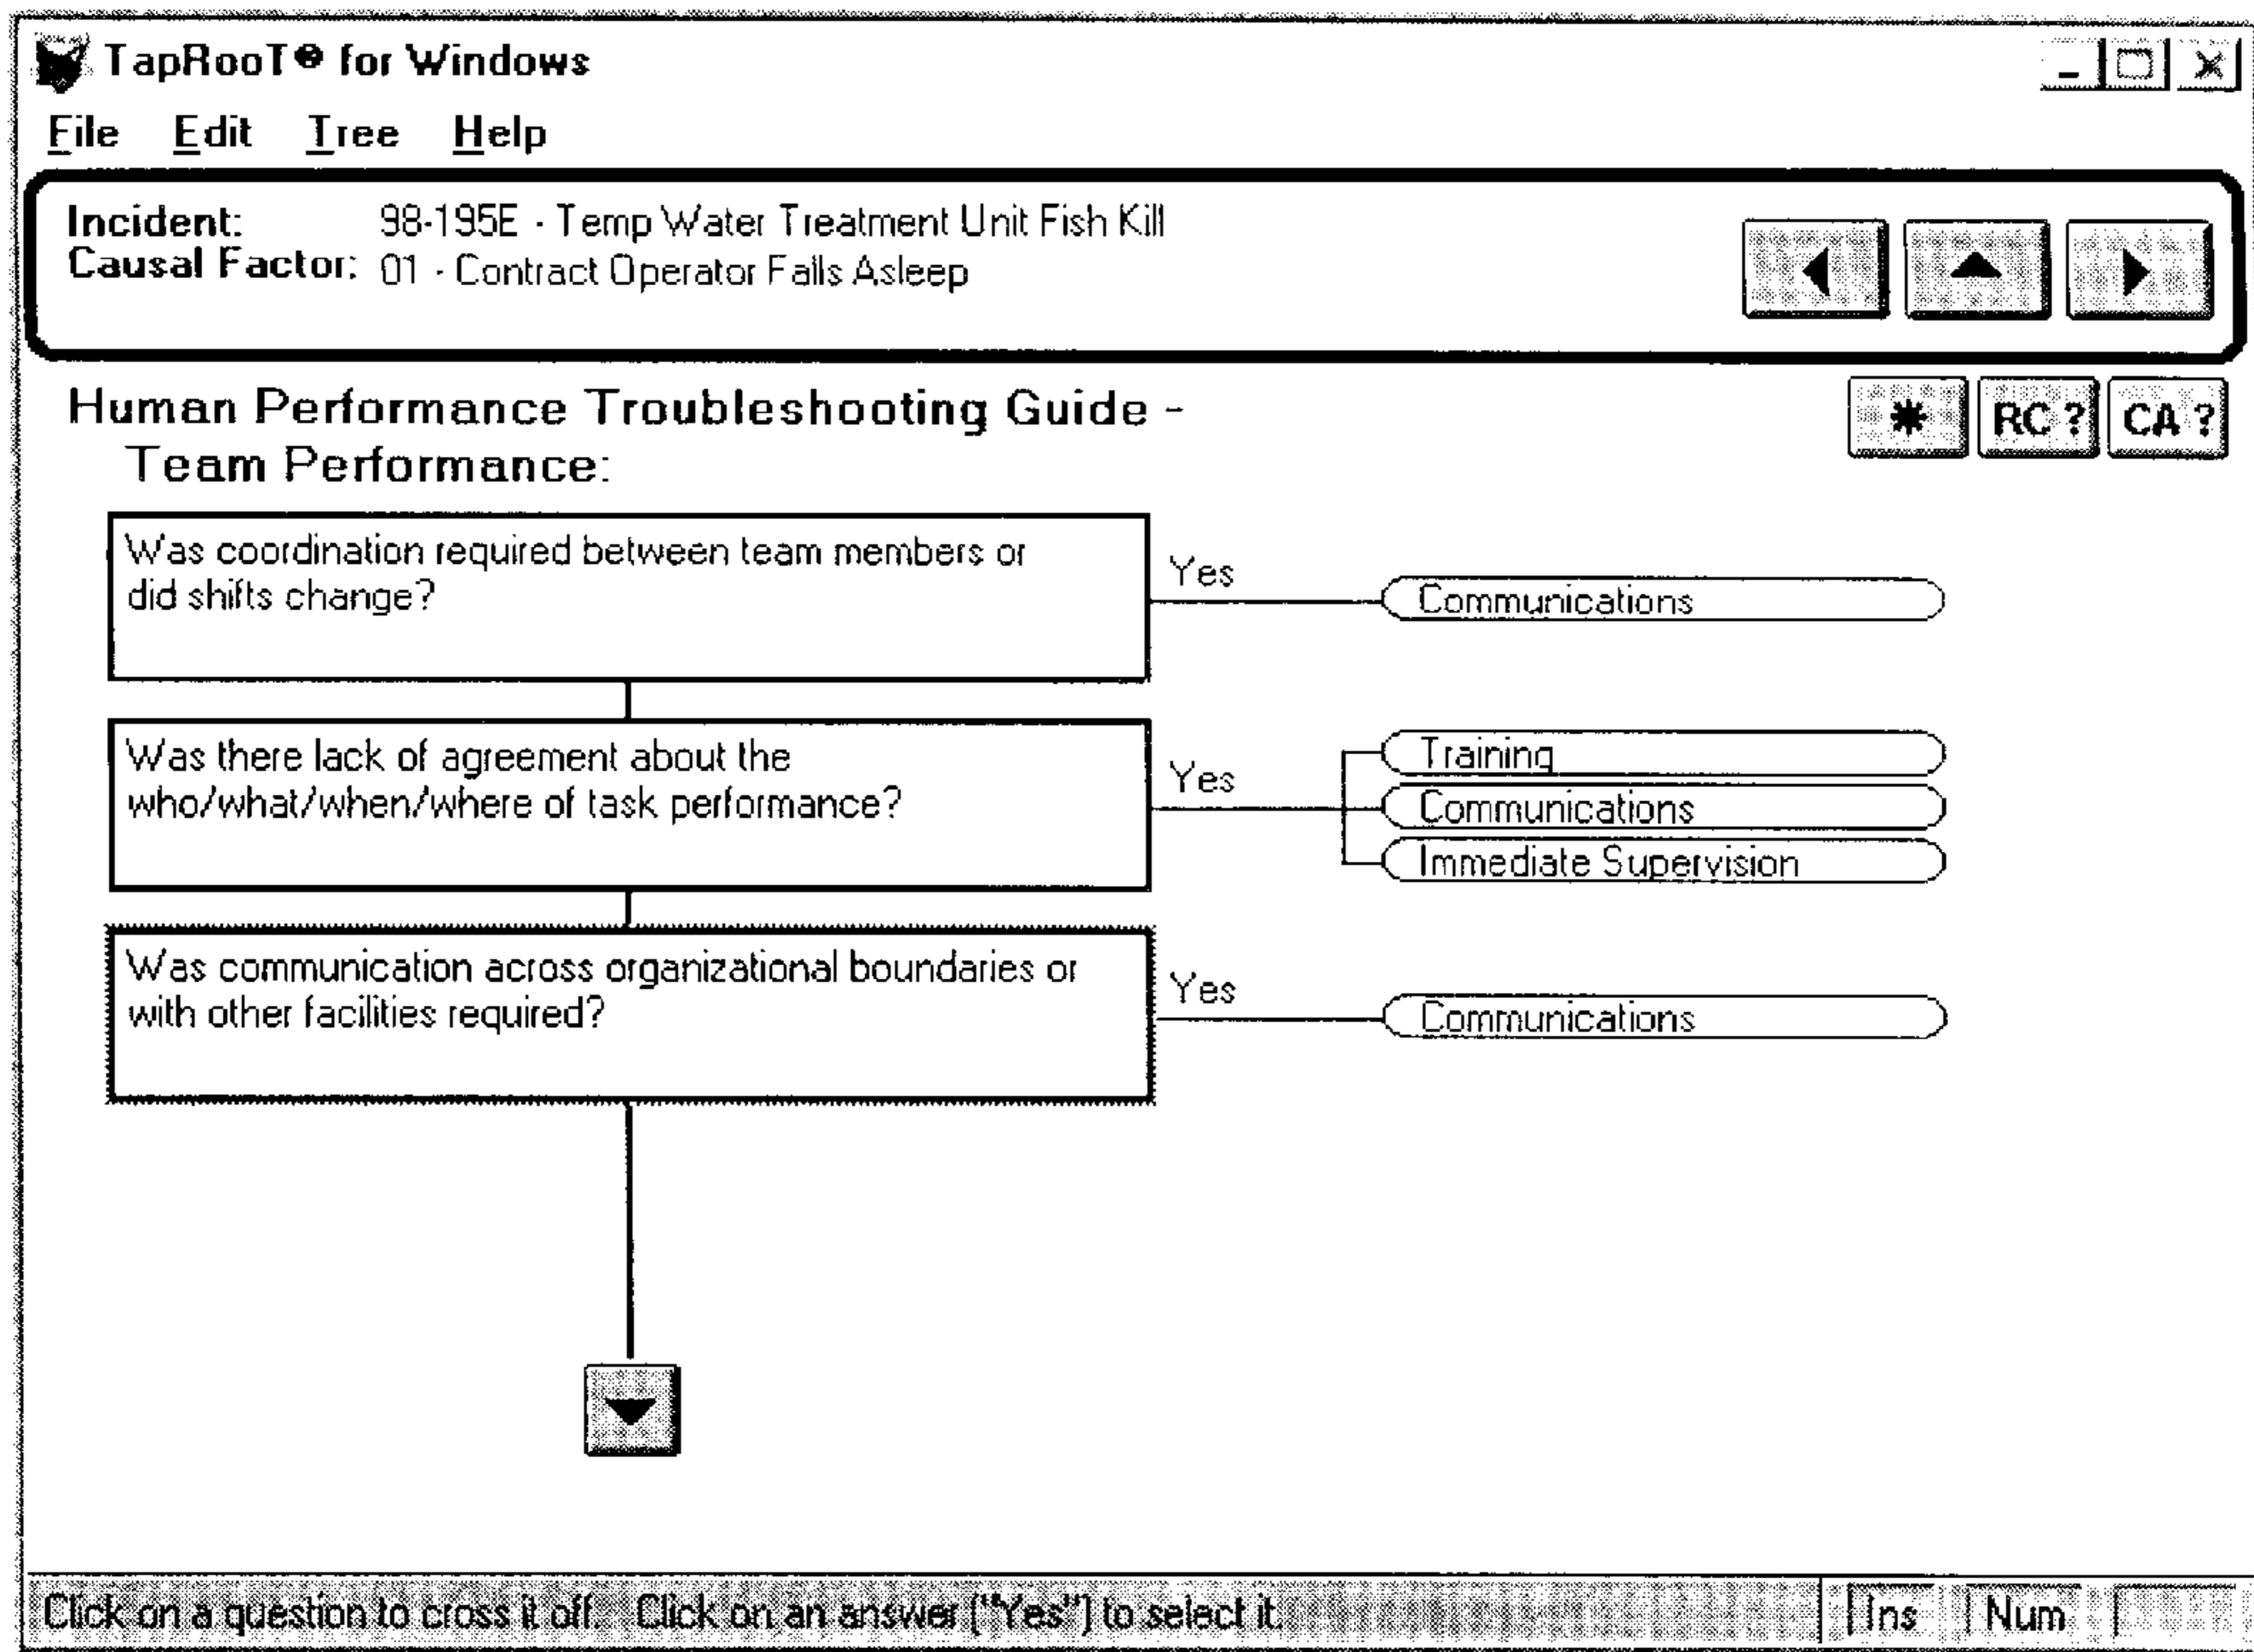 TapRooT® for Windows
File Edit Tree Help
Incident: 98-195E - Temp Water Treatment Unit Fish Kill
Causal Factor: 01 - Contract Operator Falls Asleep
Human Performance Troubleshooting Guide -
Team Performance:
✱ RC ? CA ?
Was coordination required between team members or
did shifts change?
Yes
Communications
Was there lack of agreement about the
who/what/when/where of task performance?
Yes
Training
Communications
Immediate Supervision
Was communication across organizational boundaries or
with other facilities required?
Yes
Communications
Click on a question to cross it off. Click on an answer ("Yes") to select it.
Ins Num